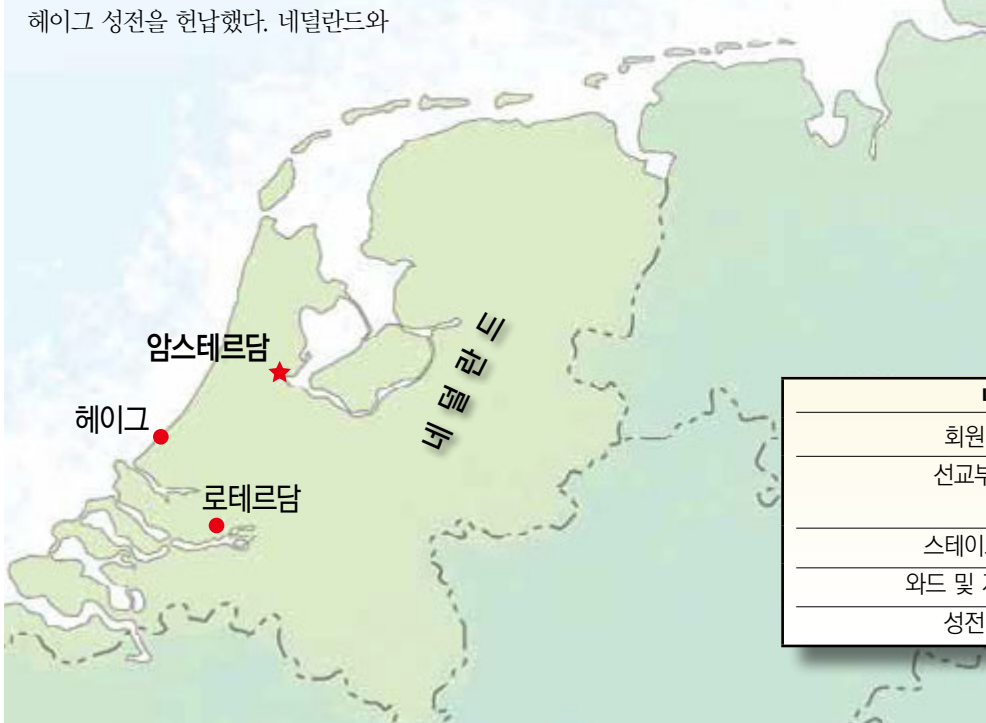 헤이그 성전을 헌납했다. 네덜란드와
암스테르담
헤이그
로테르담
네덜란드
회원
선교부
스테이
와드 및
성전